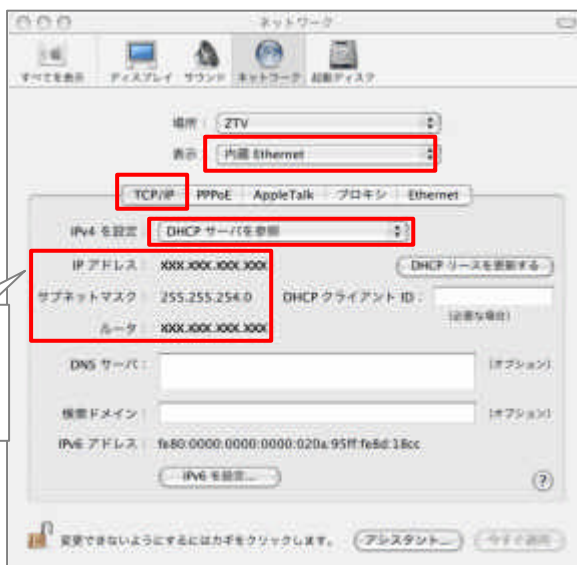 ネットワーク
すべてを表示 ディスプレイ サウンド ネットワーク 起動ディスク
場所： ZTV
表示： 内蔵 Ethernet
TCP/IP PPPoE AppleTalk プロキシ Ethernet
IPv4 を設定： DHCP サーバを参照
IP アドレス： xxx.xxx.xxx.xxx DHCP リースを更新する
サブネットマスク： 255.255.254.0 DHCP クライアント ID：
ルータ： xxx.xxx.xxx.xxx (必要な場合)
DNS サーバ： (オプション)
検索ドメイン： (オプション)
IPv6 アドレス： fe80:0000:0000:0000:020a:95ff:fe8d:18cc
IPv6 を設定... ?
変更できないようにするにはカギをクリックします。 アシスタント... 今すぐ適用